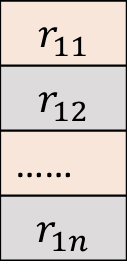 r₁₁
r₁₂
......
r₁ₙ